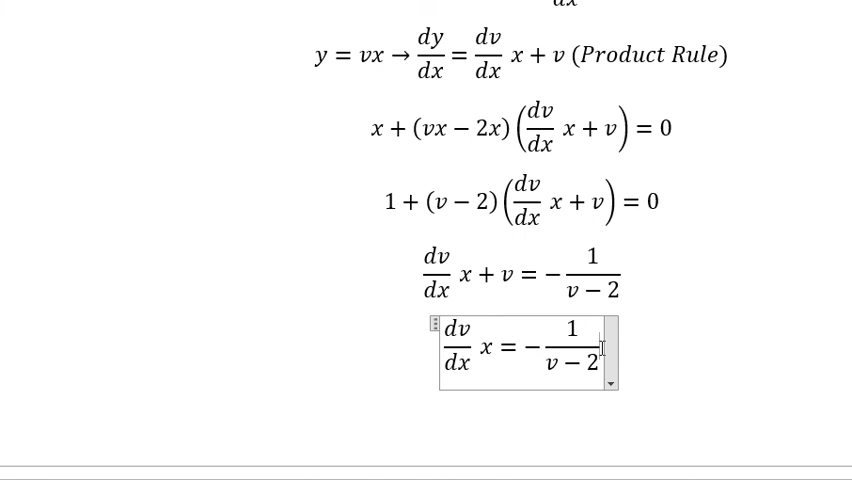 dx
y = vx → dy/dx = dv/dx x + v (Product Rule)
x + (vx − 2x)(dv/dx x + v) = 0
1 + (v − 2)(dv/dx x + v) = 0
dv/dx x + v = − 1/(v − 2)
dv/dx x = − 1/(v − 2)